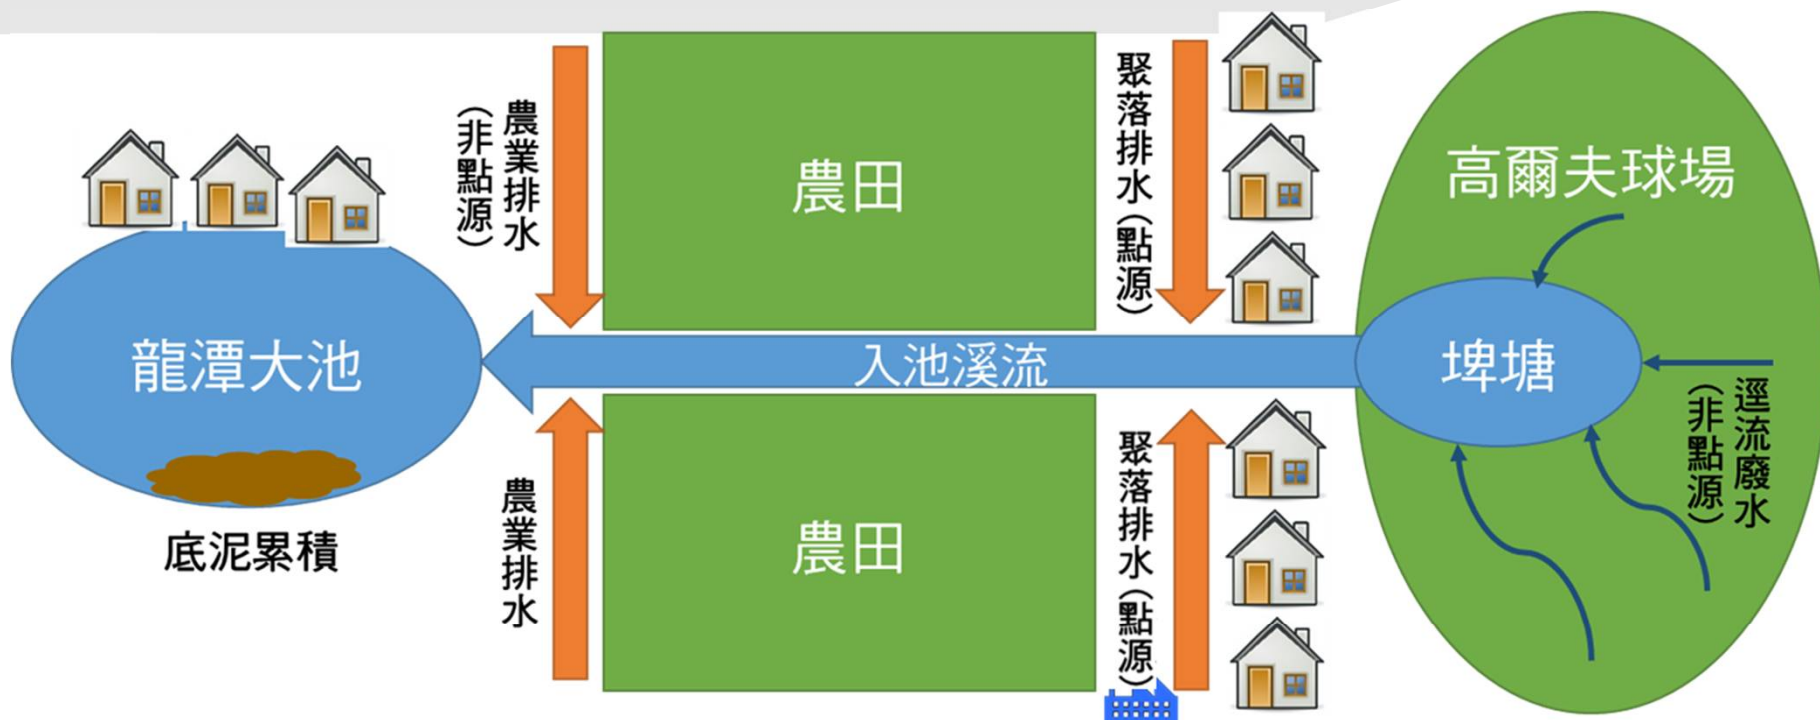 農業排水
(非點源)
農田
聚落排水(點源)
高爾夫球場
龍潭大池
入池溪流
埤塘
逕流廢水
(非點源)
底泥累積
農業排水
農田
聚落排水(點源)